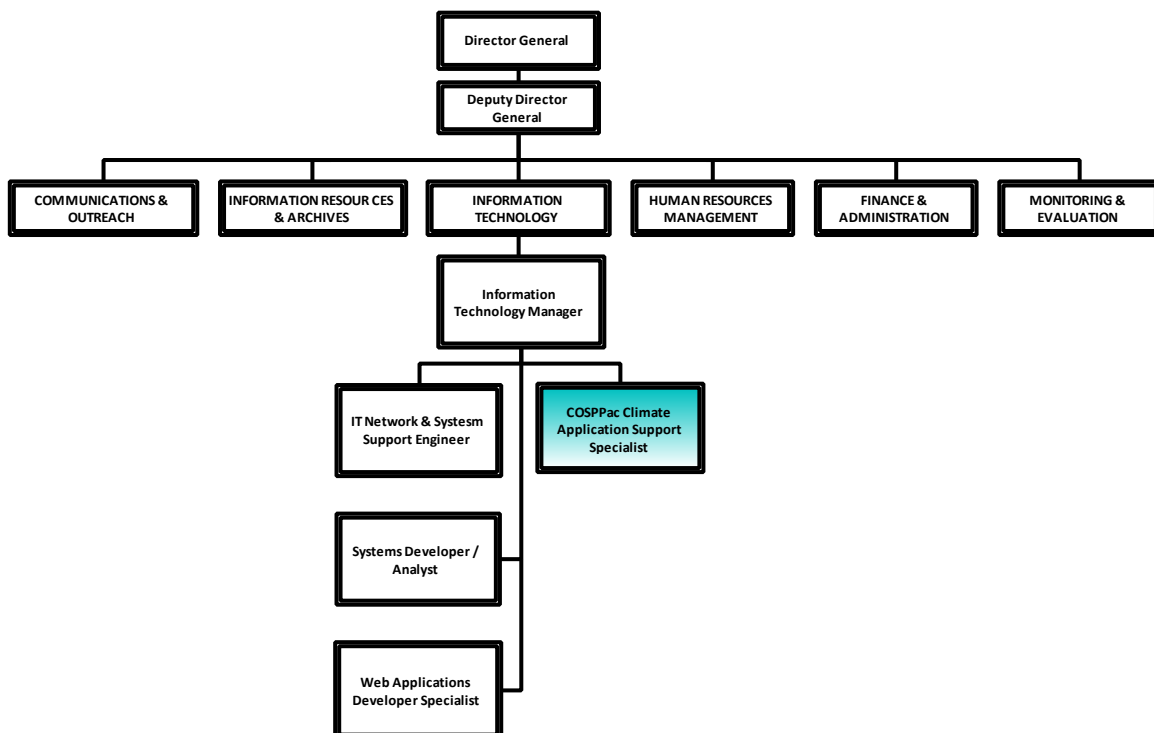 Director General
Deputy Director
General
COMMUNICATIONS &
OUTREACH
INFORMATION RESOURCES
& ARCHIVES
INFORMATION
TECHNOLOGY
HUMAN RESOURCES
MANAGEMENT
FINANCE &
ADMINISTRATION
MONITORING &
EVALUATION
Information
Technology Manager
IT Network & Systesm
Support Engineer
COSPPac Climate
Application Support
Specialist
Systems Developer /
Analyst
Web Applications
Developer Specialist